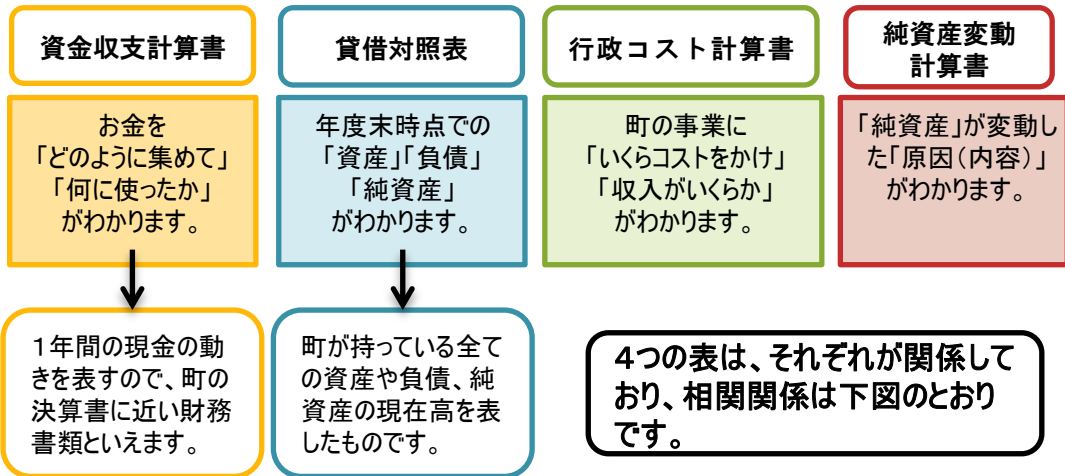 資金収支計算書
貸借対照表
行政コスト計算書
純資産変動
計算書
お金を
「どのように集めて」
「何に使ったか」
がわかります。
年度末時点での
「資産」「負債」
「純資産」
がわかります。
町の事業に
「いくらコストをかけ」
「収入がいくらか」
がわかります。
「純資産」が変動し
た「原因(内容)」
がわかります。
1年間の現金の動
きを表すので、町の
決算書に近い財務
書類といえます。
町が持っている全て
の資産や負債、純
資産の現在高を表
したものです。
4つの表は、それぞれが関係して
おり、相関関係は下図のとおり
です。